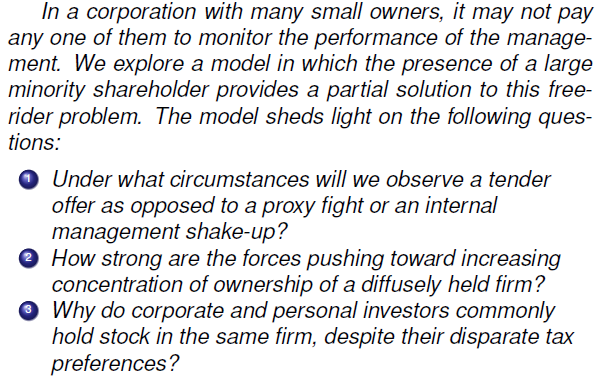 In a corporation with many small owners, it may not pay
any one of them to monitor the performance of the manage-
ment. We explore a model in which the presence of a large
minority shareholder provides a partial solution to this free-
rider problem. The model sheds light on the following ques-
tions:
1 Under what circumstances will we observe a tender
offer as opposed to a proxy fight or an internal
management shake-up?
2 How strong are the forces pushing toward increasing
concentration of ownership of a diffusely held firm?
3 Why do corporate and personal investors commonly
hold stock in the same firm, despite their disparate tax
preferences?